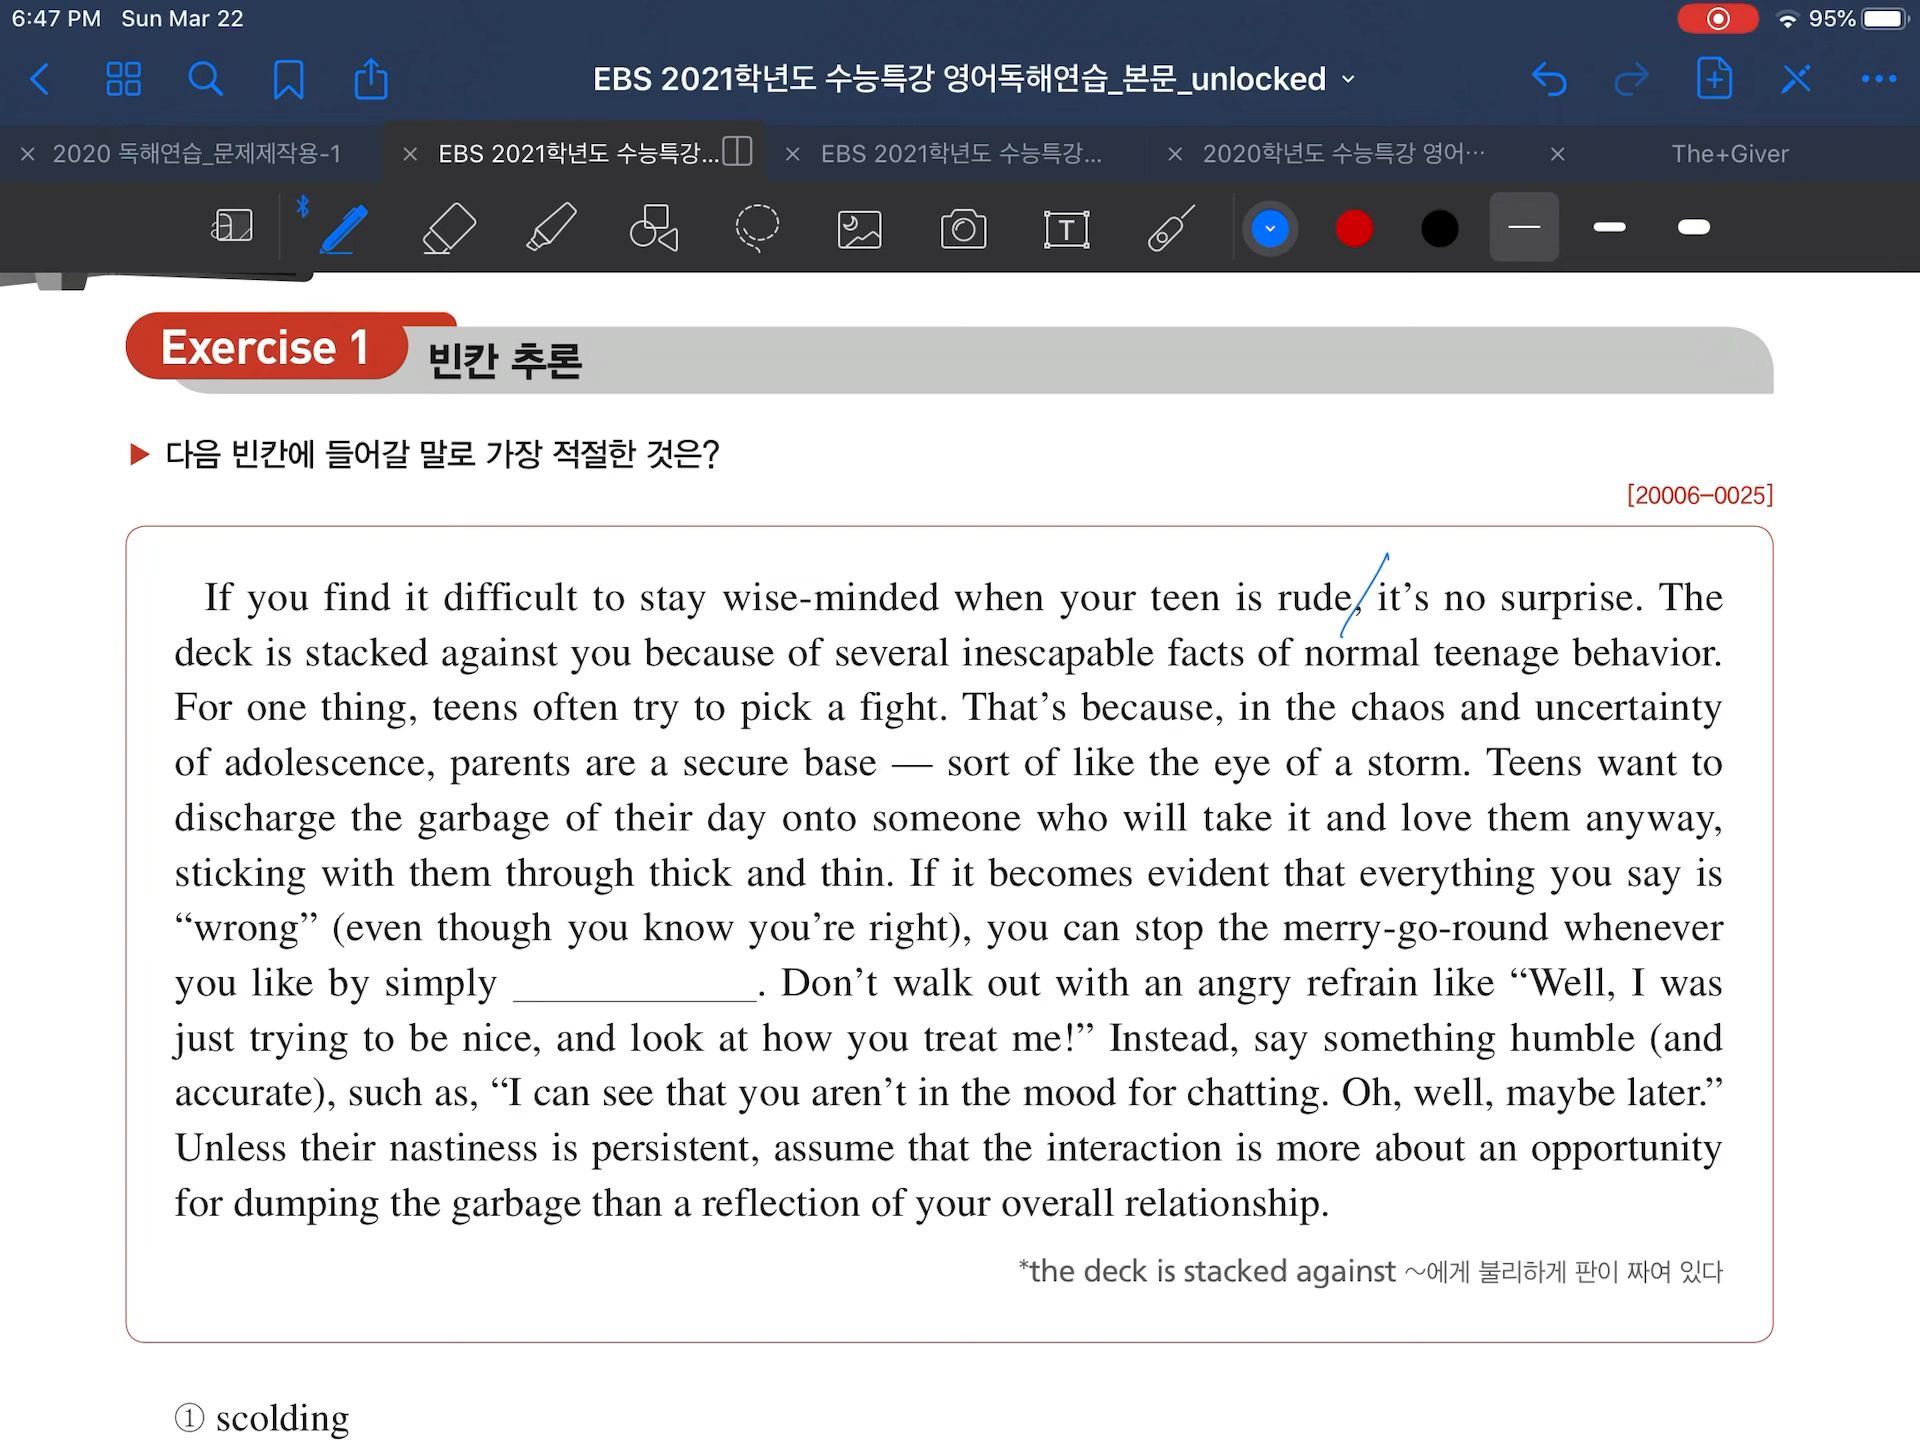 6:47 PM Sun Mar 22
95%
EBS 2021학년도 수능특강 영어독해연습_본문_unlocked
2020 독해연습_문제제작용-1
EBS 2021학년도 수능특강...
EBS 2021학년도 수능특강...
2020학년도 수능특강 영어…
The+Giver
T
Exercise 1 빈칸 추론
▶ 다음 빈칸에 들어갈 말로 가장 적절한 것은?
[20006–0025]
If you find it difficult to stay wise-minded when your teen is rude, it's no surprise. The
deck is stacked against you because of several inescapable facts of normal teenage behavior.
For one thing, teens often try to pick a fight. That's because, in the chaos and uncertainty
of adolescence, parents are a secure base — sort of like the eye of a storm. Teens want to
discharge the garbage of their day onto someone who will take it and love them anyway,
sticking with them through thick and thin. If it becomes evident that everything you say is
“wrong” (even though you know you're right), you can stop the merry-go-round whenever
you like by simply ____________. Don't walk out with an angry refrain like “Well, I was
just trying to be nice, and look at how you treat me!” Instead, say something humble (and
accurate), such as, “I can see that you aren't in the mood for chatting. Oh, well, maybe later.”
Unless their nastiness is persistent, assume that the interaction is more about an opportunity
for dumping the garbage than a reflection of your overall relationship.
*the deck is stacked against ～에게 불리하게 판이 짜여 있다
① scolding